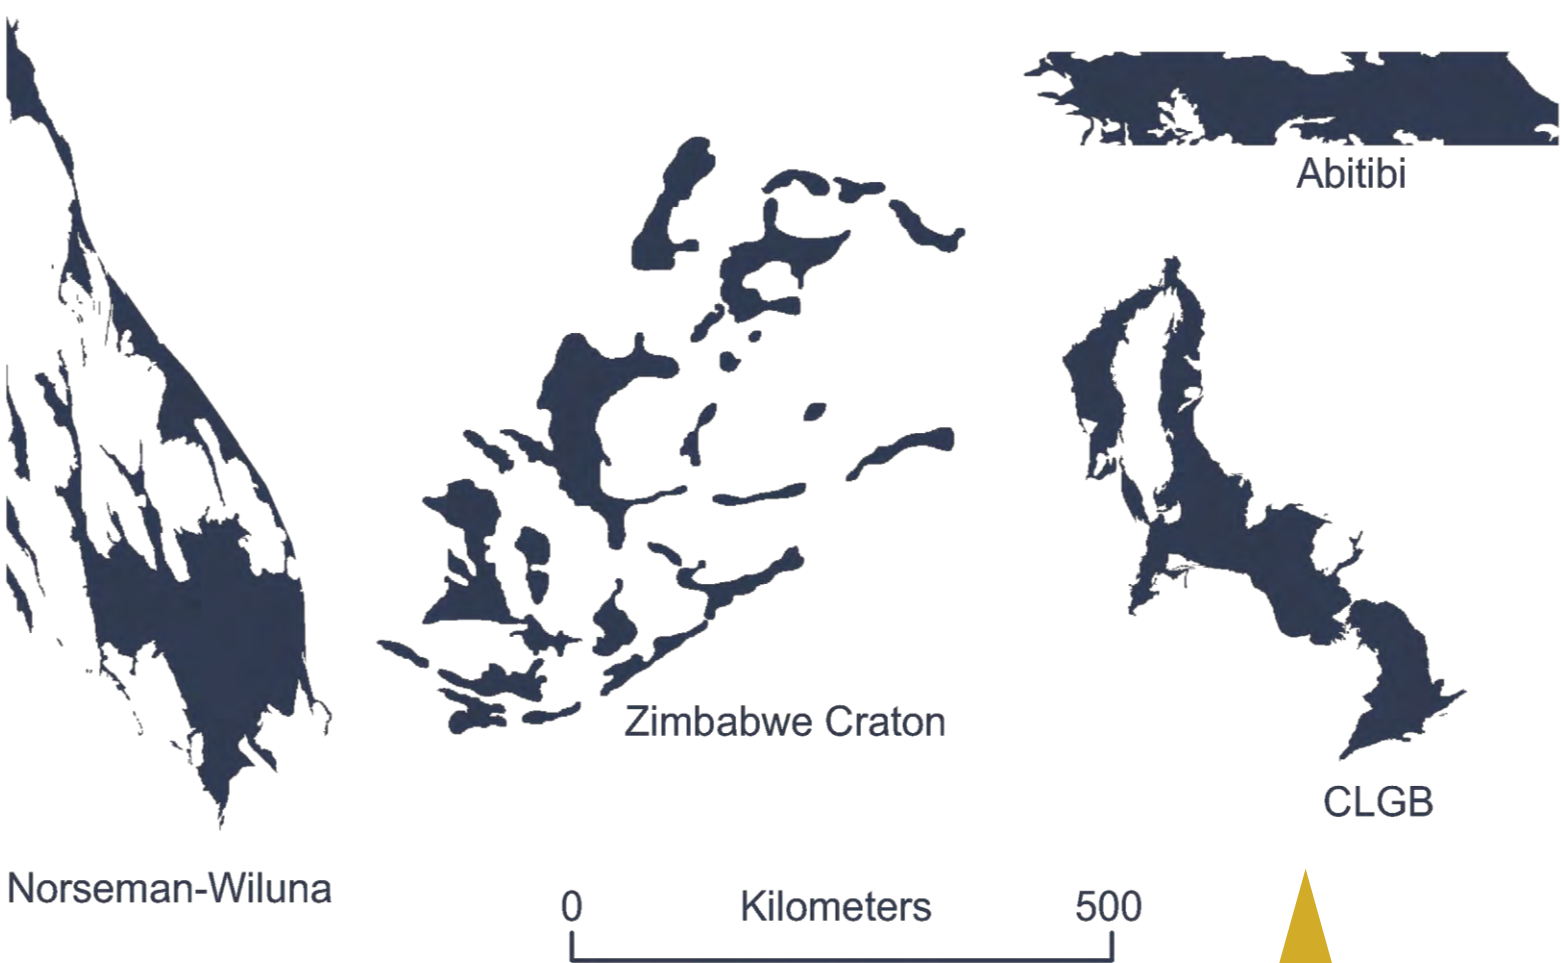 Abitibi
Zimbabwe Craton
CLGB
Norseman-Wiluna
0 Kilometers 500